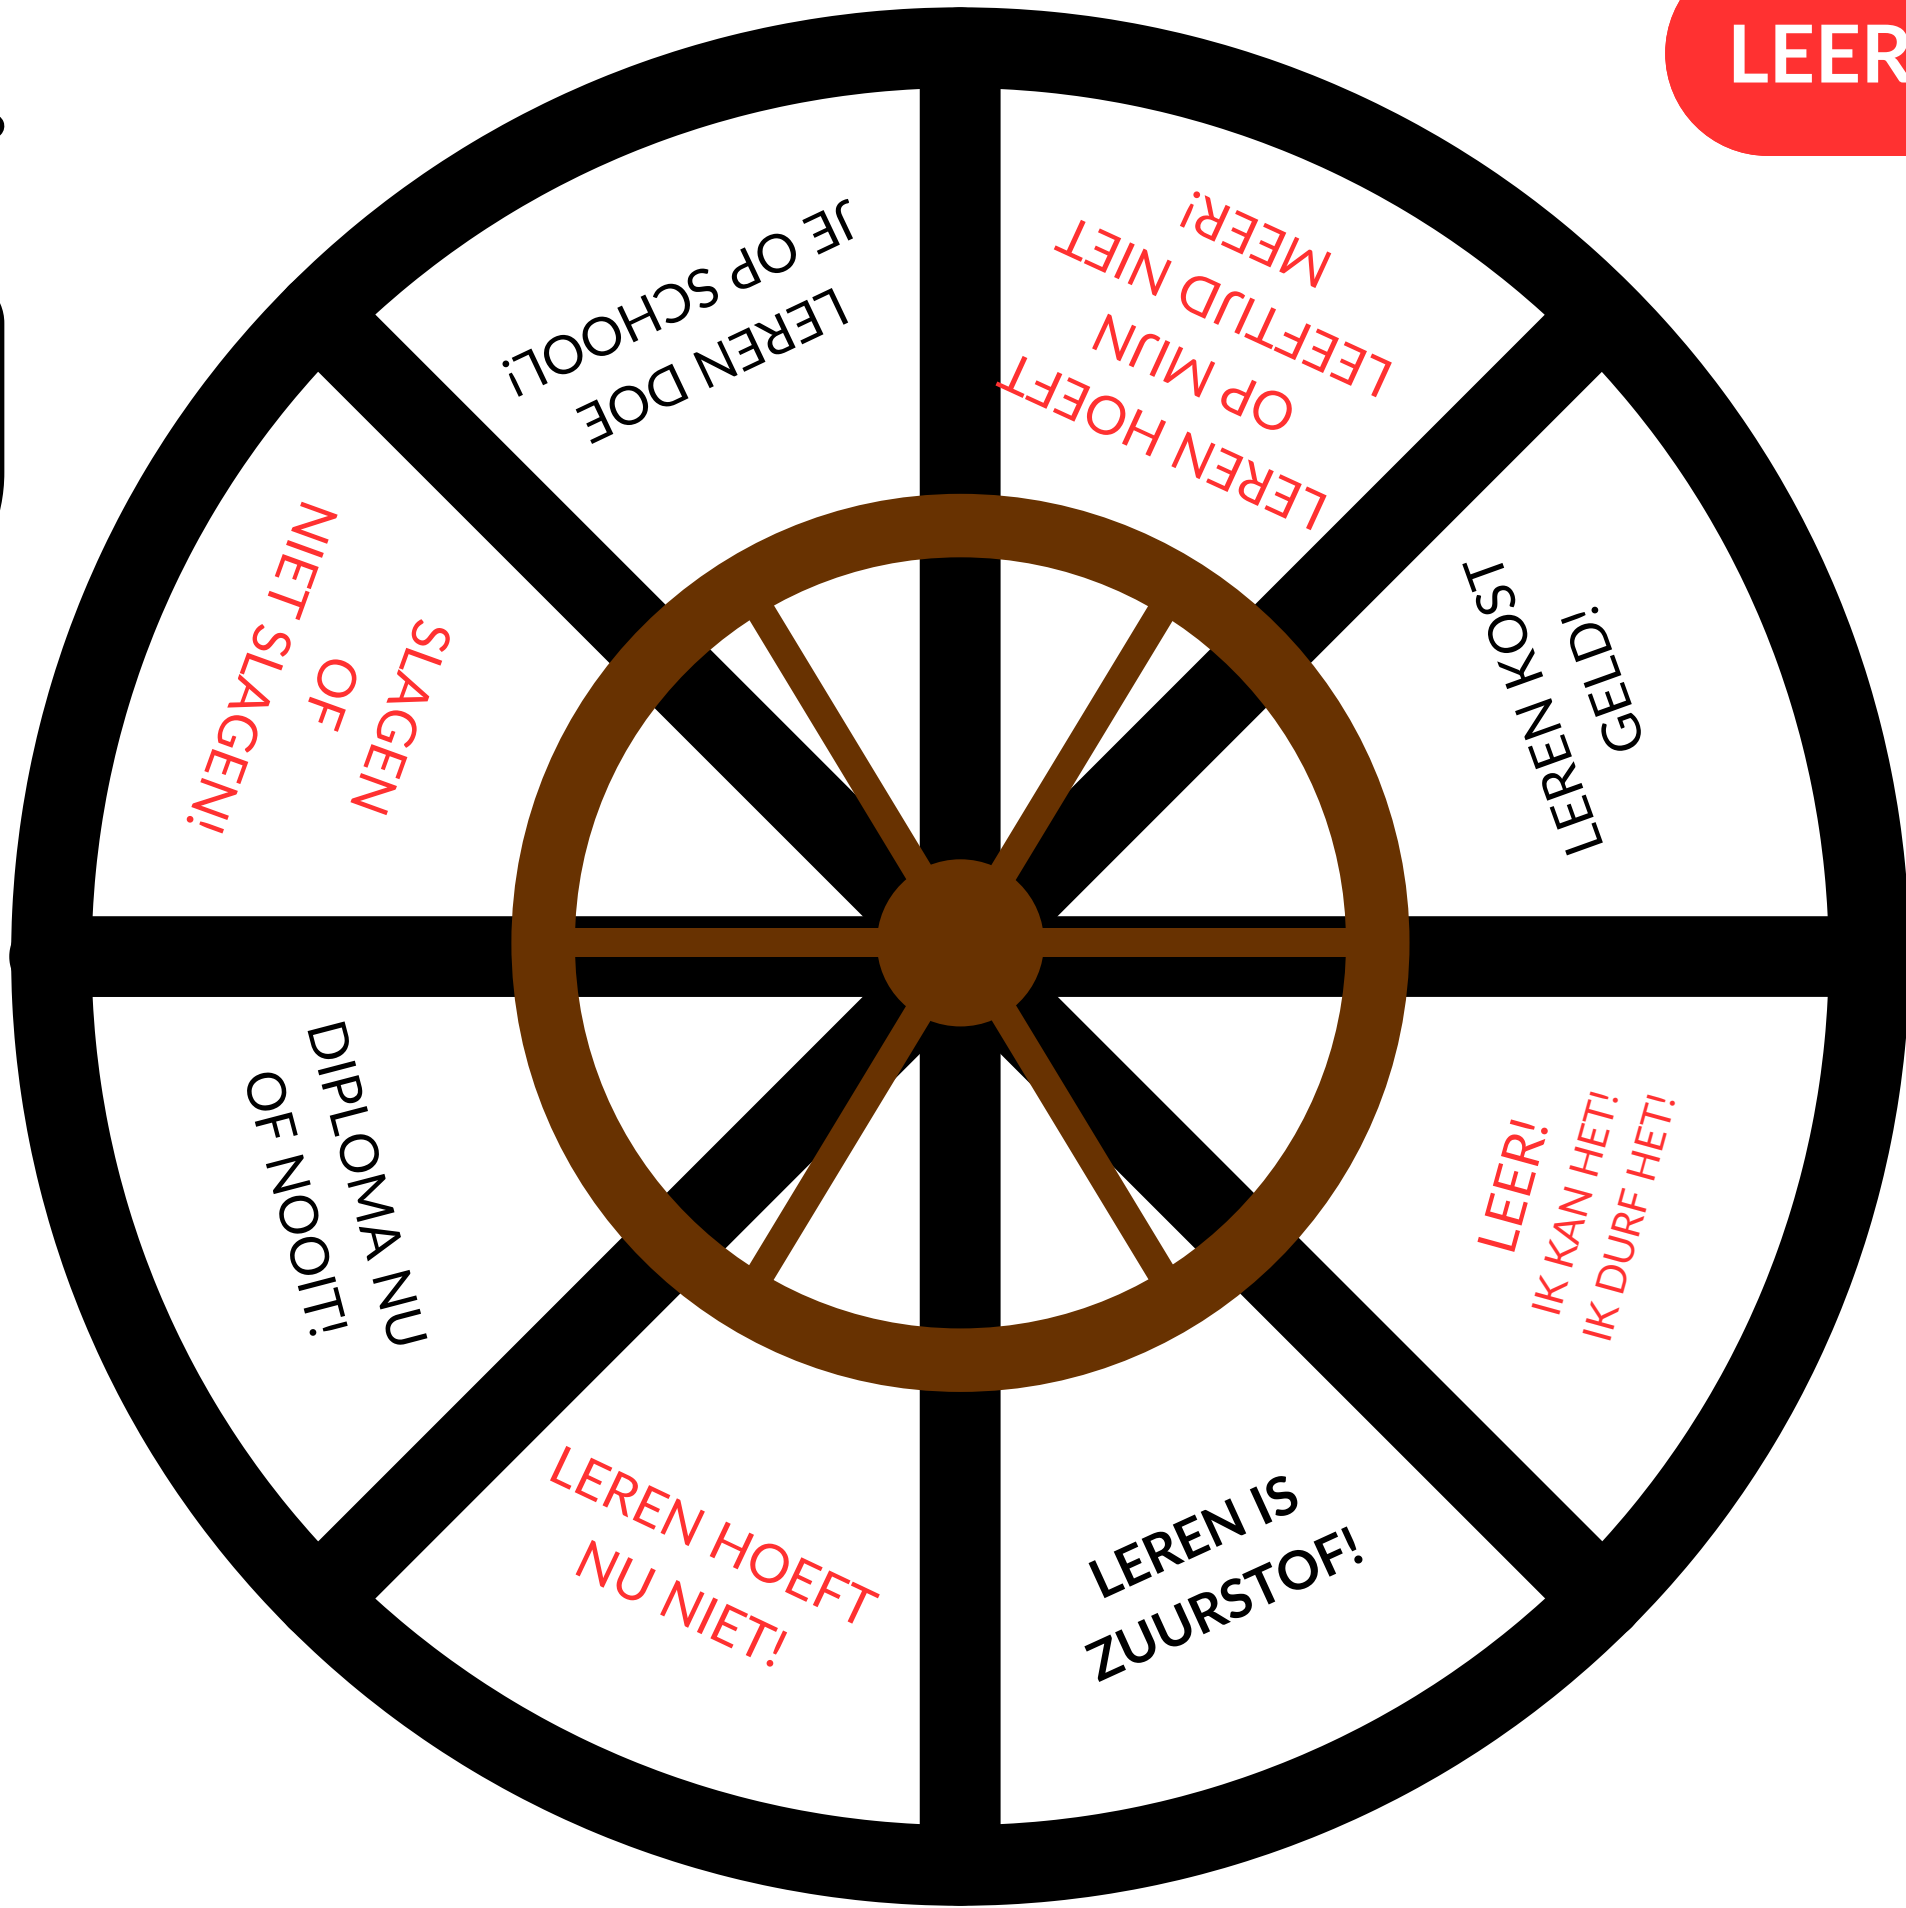 LEER
LEREN HOEFT
OP MIJN
LEEFTIJD NIET
MEER!
LEREN KOST
GELD!
LEER!
IK KAN HET!
IK DURF HET!
LEREN IS
ZUURSTOF!
LEREN HOEFT
NU NIET!
DIPLOMA NU
OF NOOIT!
SLAGEN
OF
NIET SLAGEN!
LEREN DOE
JE OP SCHOOL!